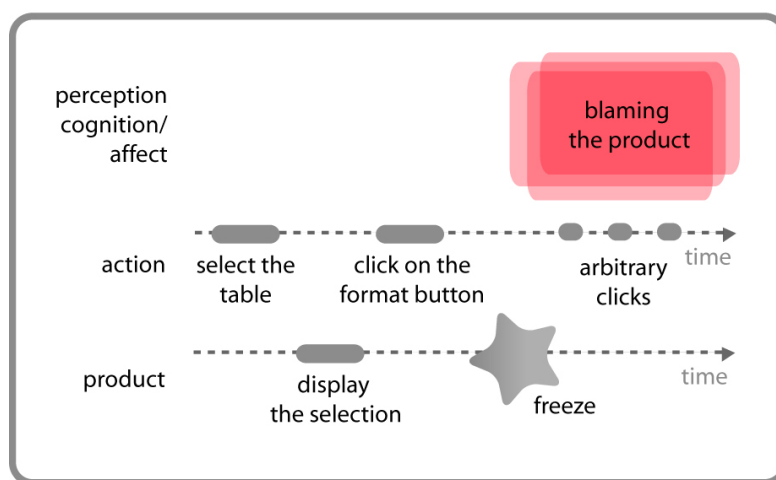 perception
cognition/
affect
blaming
the product
action
select the
table
click on the
format button
arbitrary
clicks
time
product
display
the selection
freeze
time